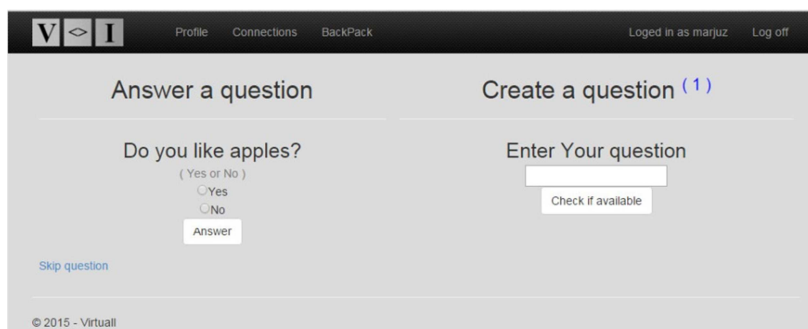 V <> I Profile Connections BackPack Loged in as marjuz Log off
Answer a question
Do you like apples?
( Yes or No )
Yes
No
Answer
Skip question
Create a question ( 1 )
Enter Your question
Check if available
© 2015 - Virtuall